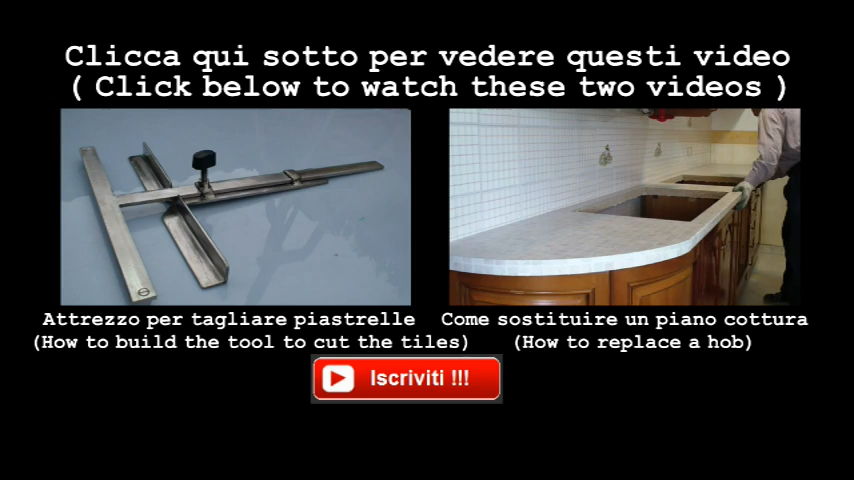 Clicca qui sotto per vedere questi video
( Click below to watch these two videos )
Attrezzo per tagliare piastrelle
(How to build the tool to cut the tiles)
Come sostituire un piano cottura
(How to replace a hob)
Iscriviti !!!